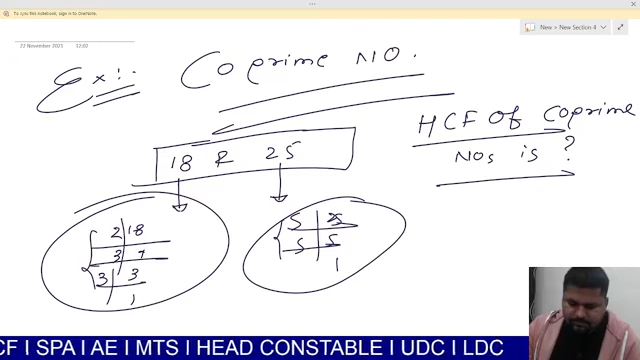 To sync this notebook, sign in to OneNote.
New > New Section 4
22 November 2021 12:02
Ex:- Coprime NO.
HCF Of Coprime
NOs is ?
18 & 25
2 18
3 9
3 3
1
5 25
5 5
1
CF I SPA I AE I MTS I HEAD CONSTABLE I UDC I LDC